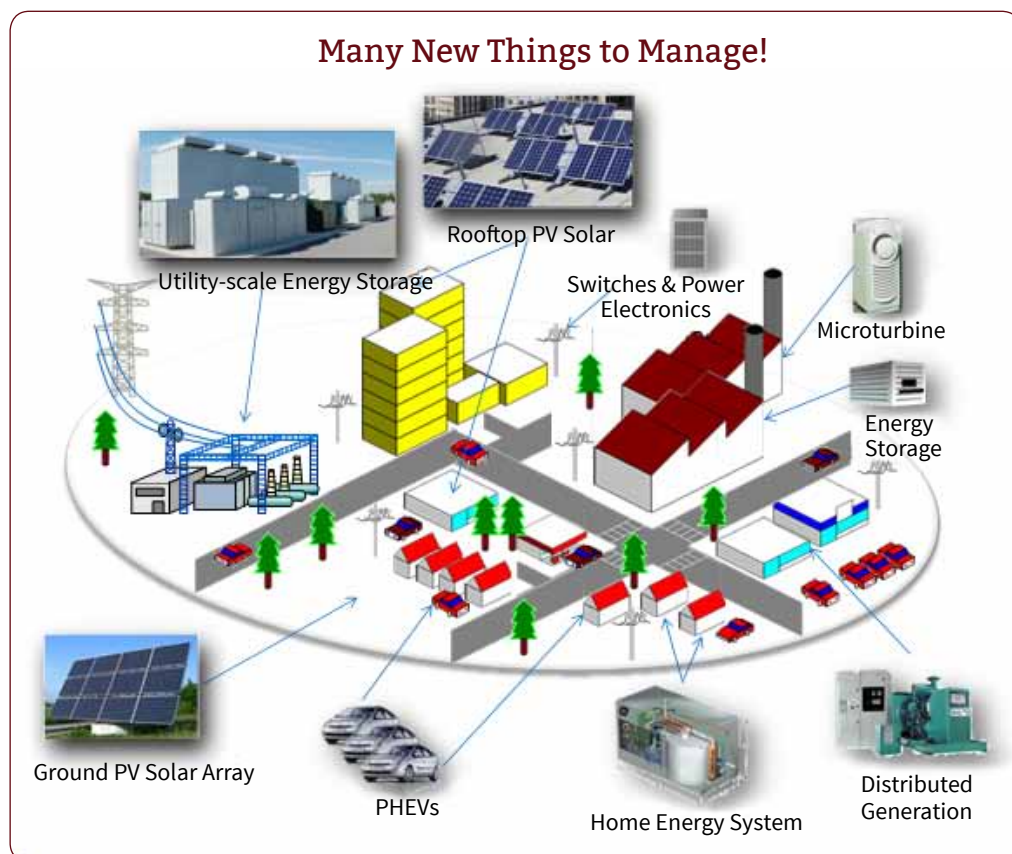 Many New Things to Manage!
Rooftop PV Solar
Utility-scale Energy Storage
Switches & Power
Electronics
Microturbine
Energy
Storage
Ground PV Solar Array
PHEVs
Home Energy System
Distributed
Generation